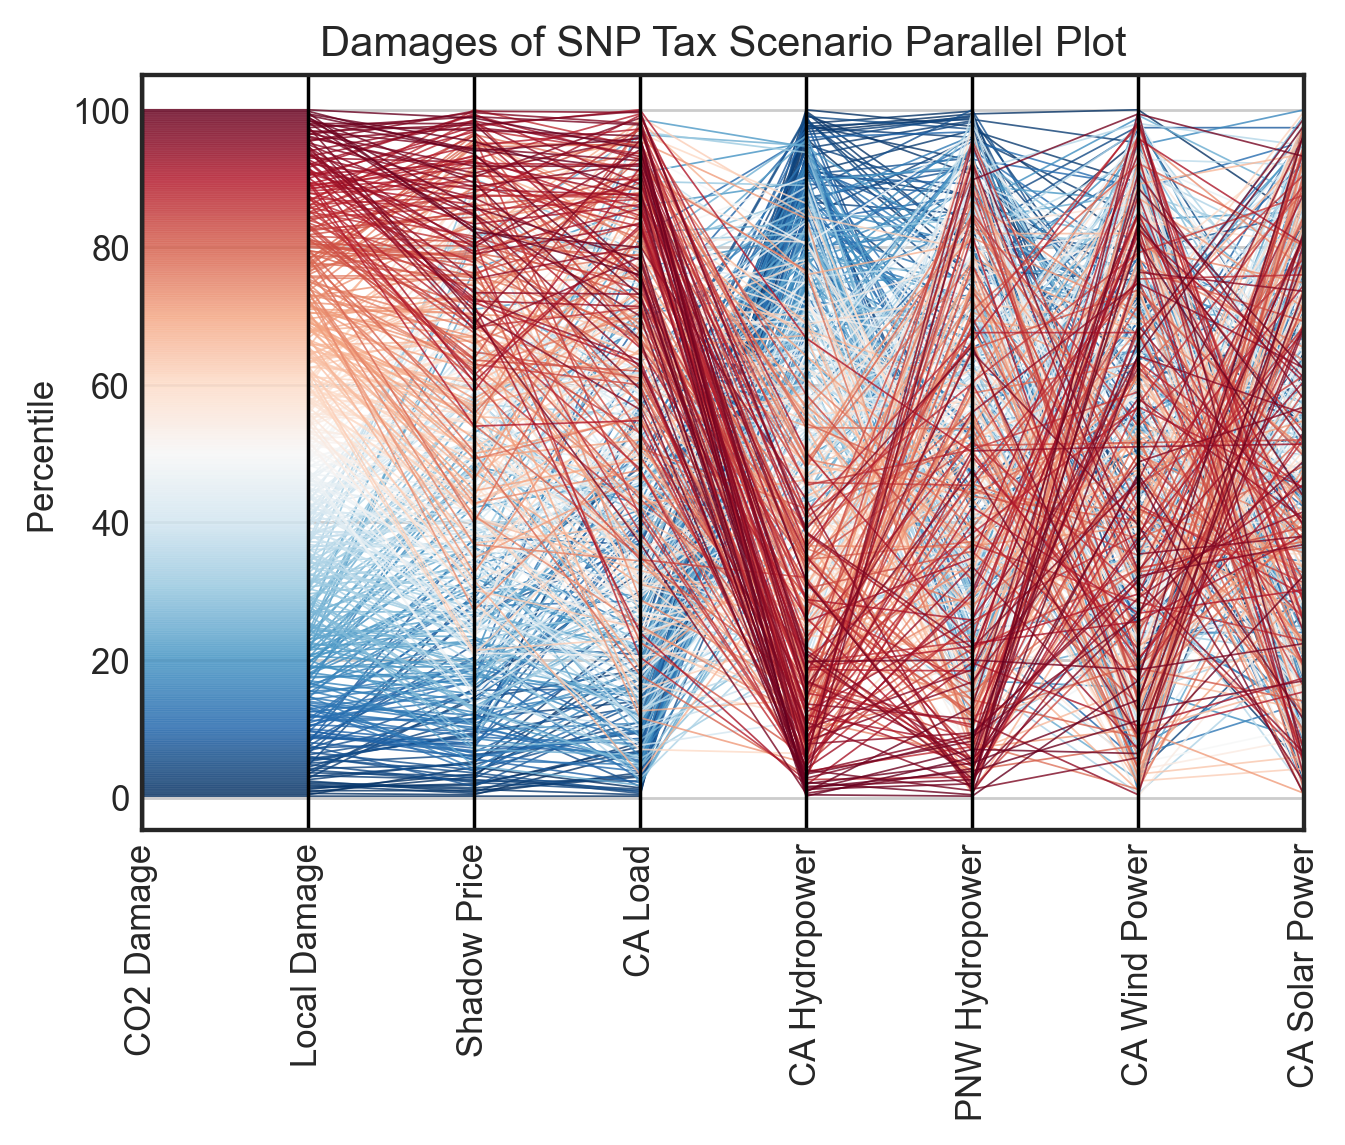 Damages of SNP Tax Scenario Parallel Plot
Percentile
100
80
60
40
20
0
CO2 Damage
Local Damage
Shadow Price
CA Load
CA Hydropower
PNW Hydropower
CA Wind Power
CA Solar Power